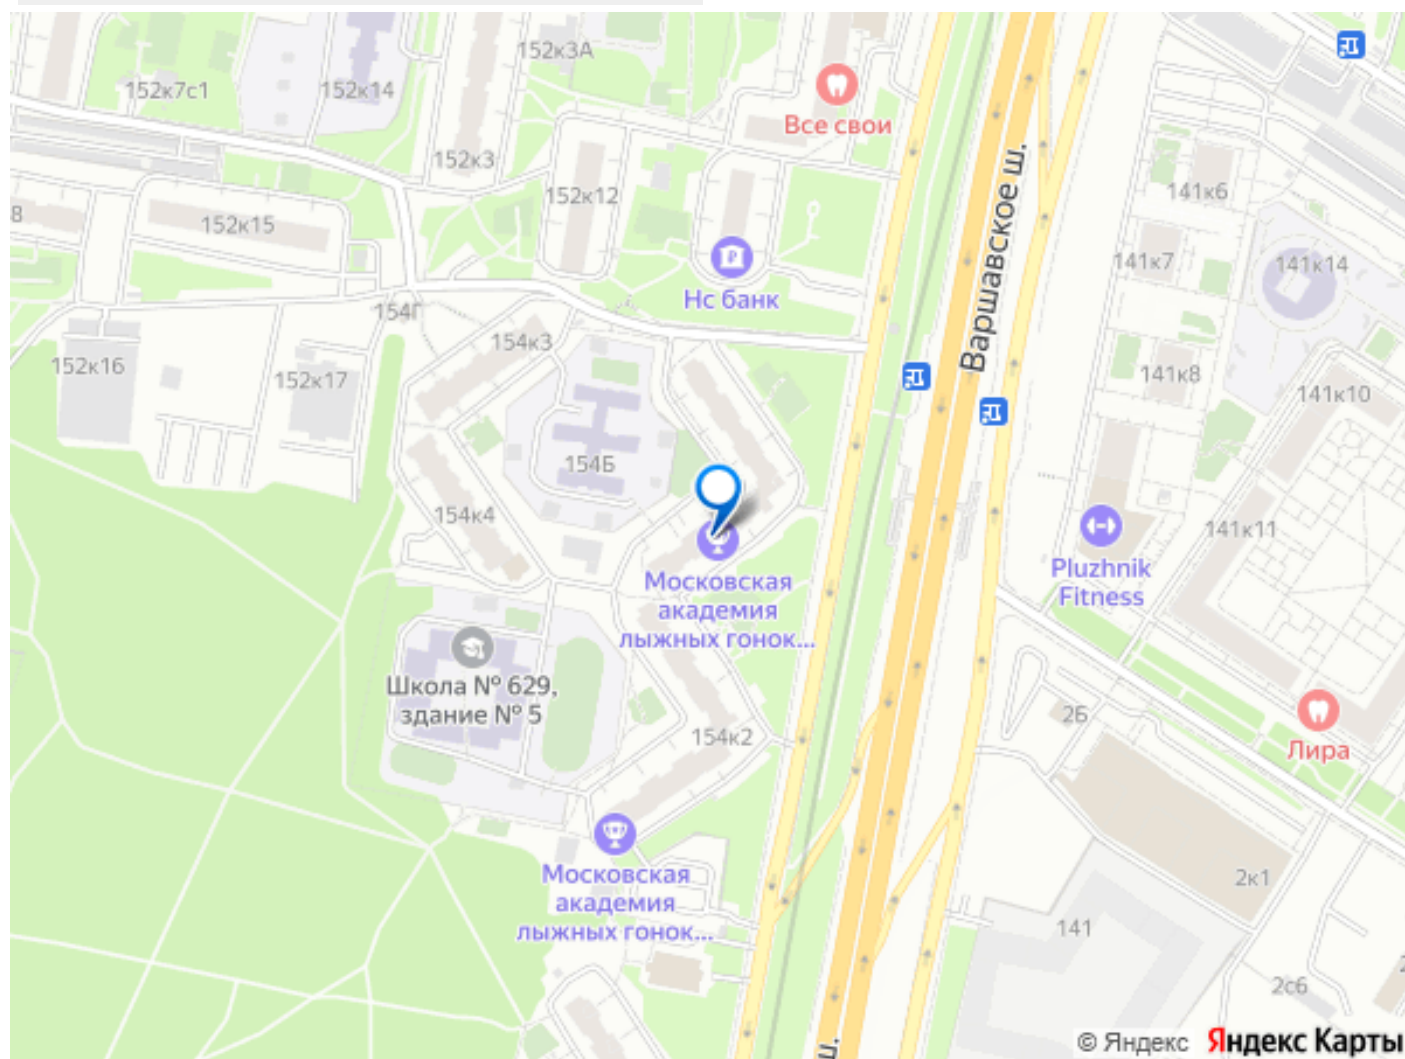 152к3А
152к7с1
152к14
Все свои
152к3
152к12
141к6
В
152к15
Варшавское ш.
141к7
141к14
Нс банк
154Г
154к3
152к16
152к17
141к8
141к10
154Б
154к4
141к11
Pluzhnik
Fitness
Московская
академия
лыжных гонок...
Школа № 629,
здание № 5
2Б
154к2
Лира
Московская
академия
лыжных гонок...
2к1
141
2с6
ш.
© Яндекс
Яндекс Карты